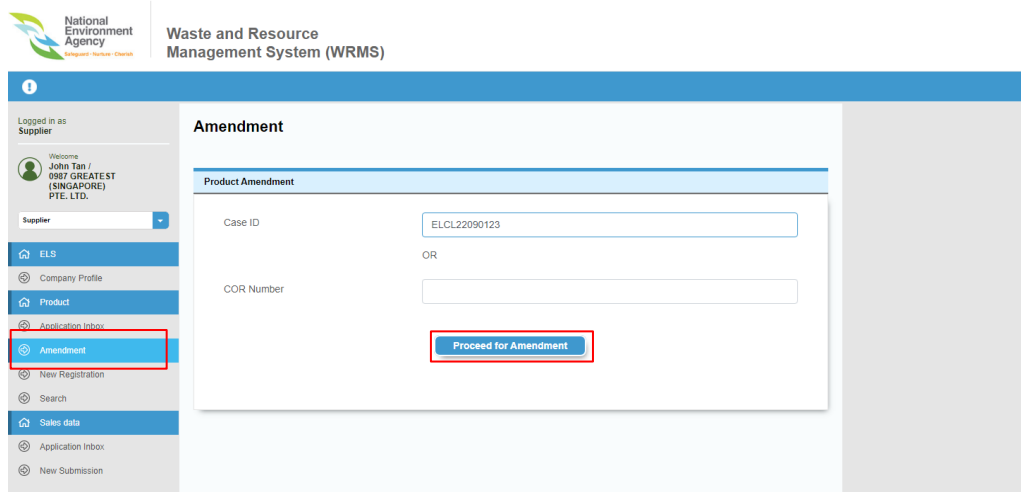 National
Environment
Agency
Safeguard · Nurture · Cherish
Waste and Resource
Management System (WRMS)
Logged in as
Supplier
Welcome
John Tan /
0987 GREATEST
(SINGAPORE)
PTE. LTD.
Supplier
ELS
Company Profile
Product
Application Inbox
Amendment
New Registration
Search
Sales data
Application Inbox
New Submission
Amendment
Product Amendment
Case ID
ELCL22090123
OR
COR Number
Proceed for Amendment